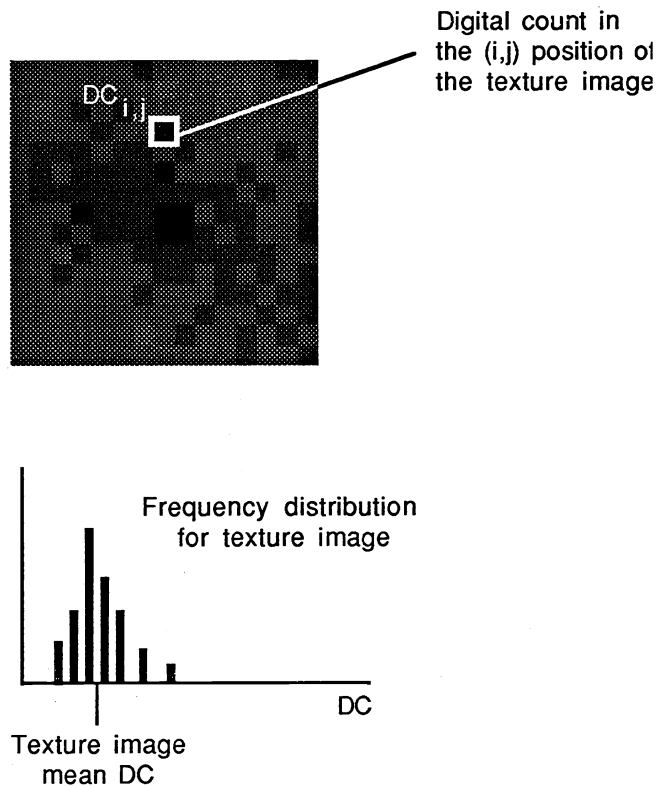 Digital count in
the (i,j) position of
the texture image
DC i,j
Frequency distribution
for texture image
DC
Texture image
mean DC